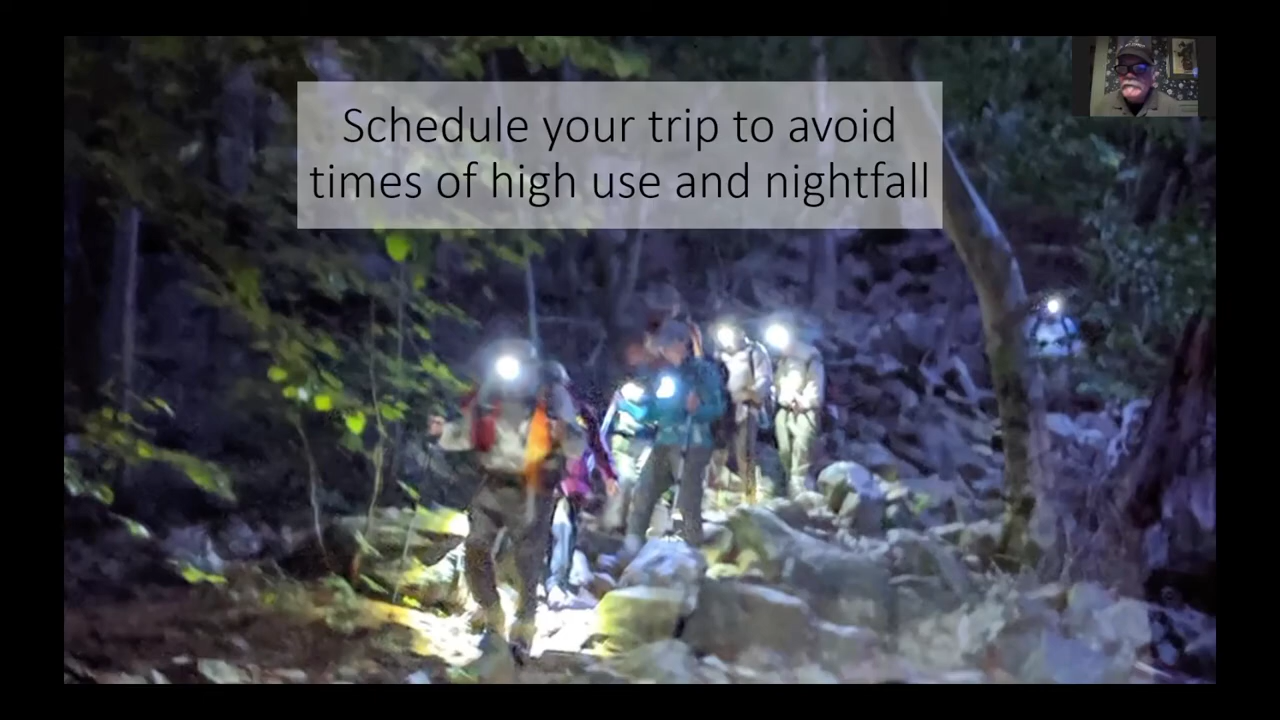 Schedule your trip to avoid
times of high use and nightfall